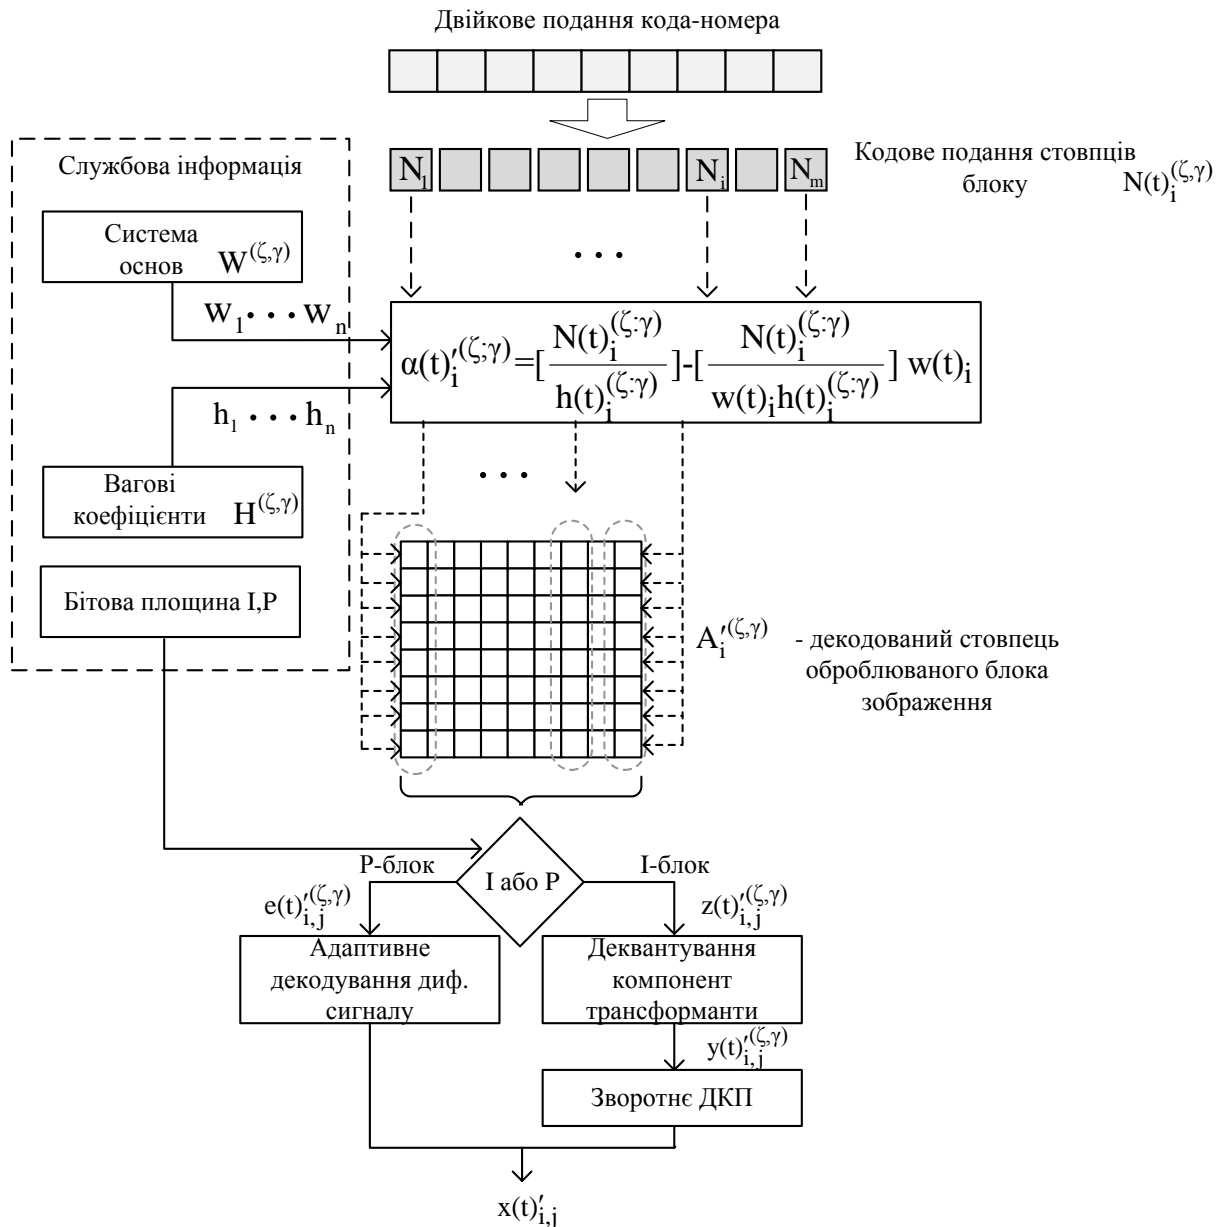 Двійкове подання кода-номера
Службова інформація
N₁ Nᵢ Nₘ
Кодове подання стовпців
блоку N(t)ᵢ^(ζ,γ)
Система
основ W^(ζ,γ)
• • •
w₁ • • • wₙ
α(t)′ᵢ^(ζ;γ)=[N(t)ᵢ^(ζ:γ)/h(t)ᵢ^(ζ:γ)]-[N(t)ᵢ^(ζ:γ)/w(t)ᵢh(t)ᵢ^(ζ:γ)] w(t)ᵢ
h₁ • • • hₙ
• • •
Вагові
коефіцієнти H^(ζ,γ)
Бітова площина I,P
A′ᵢ^(ζ,γ) - декодований стовпець
оброблюваного блока
зображення
P-блок
I або P
I-блок
e(t)′ᵢ,ⱼ^(ζ,γ)
z(t)′ᵢ,ⱼ^(ζ,γ)
Адаптивне
декодування диф.
сигналу
Деквантування
компонент
трансформанти
y(t)′ᵢ,ⱼ^(ζ,γ)
Зворотнє ДКП
x(t)′ᵢ,ⱼ